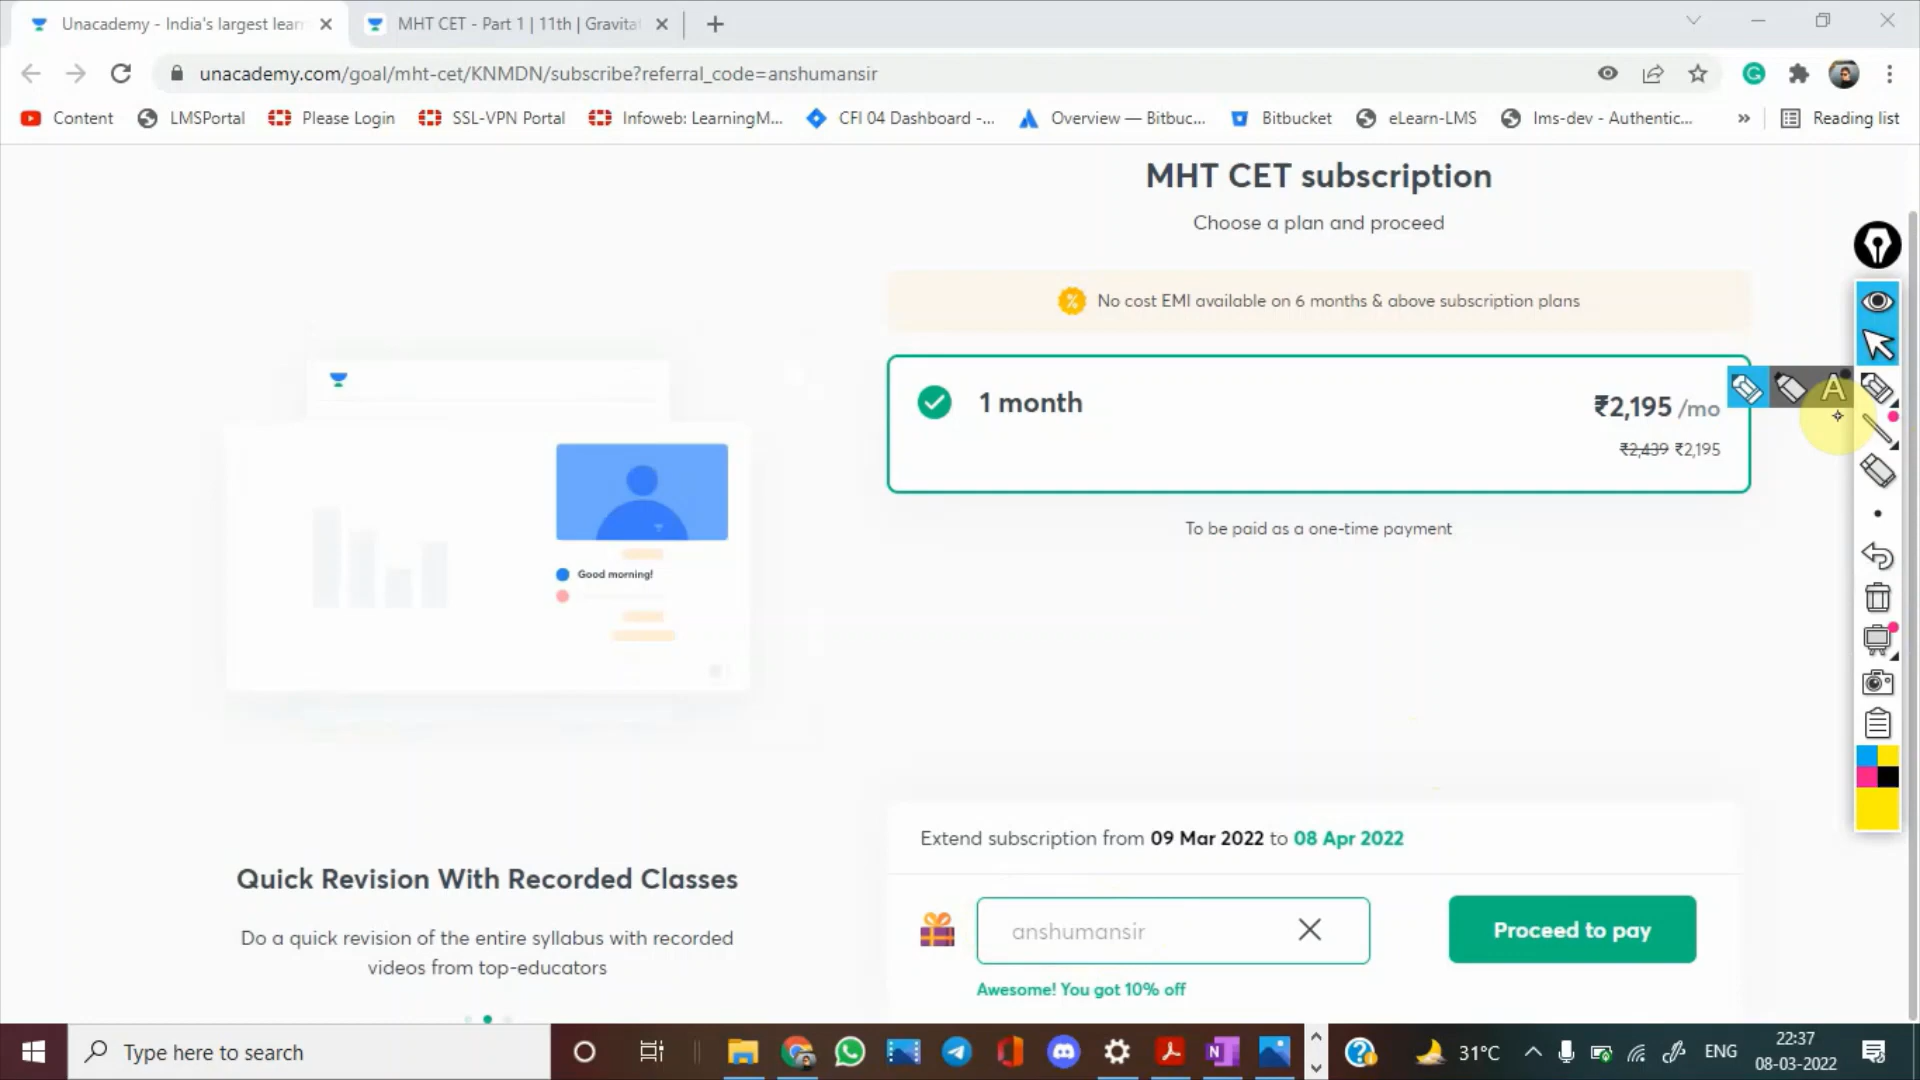 Unacademy - India's largest lear
MHT CET - Part 1 | 11th | Gravita
unacademy.com/goal/mht-cet/KNMDN/subscribe?referral_code=anshumansir
Content
LMSPortal
Please Login
SSL-VPN Portal
Infoweb: LearningM...
CFI 04 Dashboard -...
Overview — Bitbuc...
Bitbucket
eLearn-LMS
lms-dev - Authentic...
»
Reading list
MHT CET subscription
Choose a plan and proceed
No cost EMI available on 6 months & above subscription plans
1 month
₹2,195 /mo
₹2,439 ₹2,195
To be paid as a one-time payment
Good morning!
Extend subscription from 09 Mar 2022 to 08 Apr 2022
Quick Revision With Recorded Classes
Do a quick revision of the entire syllabus with recorded
videos from top-educators
anshumansir
Proceed to pay
Awesome! You got 10% off
A
Type here to search
31°C
ENG
22:37
08-03-2022